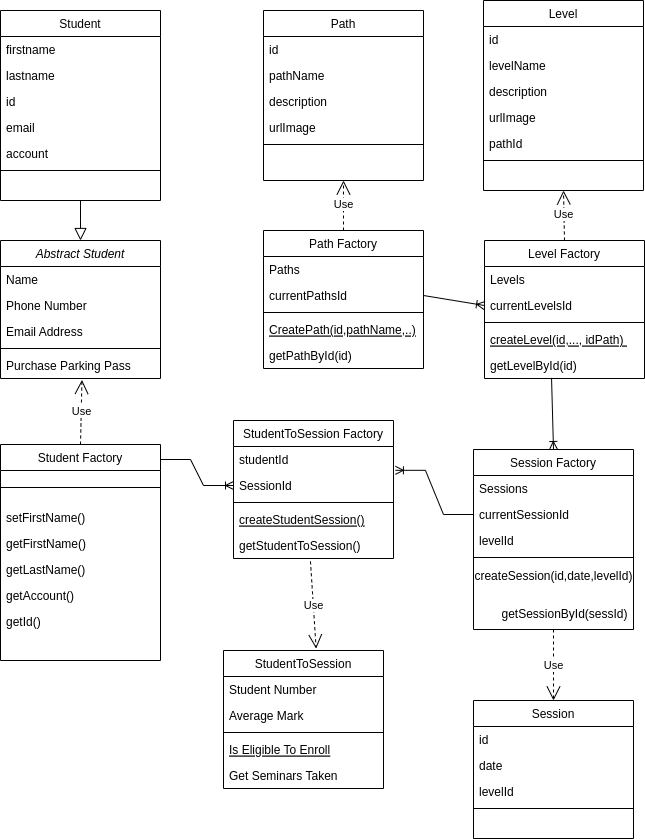 Student
firstname
lastname
id
email
account
Path
id
pathName
description
urlImage
Level
id
levelName
description
urlImage
pathId
Use
Use
Abstract Student
Name
Phone Number
Email Address
Purchase Parking Pass
Path Factory
Paths
currentPathsId
CreatePath(id,pathName,..)
getPathById(id)
Level Factory
Levels
currentLevelsId
createLevel(id,..., idPath)
getLevelById(id)
Use
Student Factory
setFirstName()
getFirstName()
getLastName()
getAccount()
getId()
StudentToSession Factory
studentId
SessionId
createStudentSession()
getStudentToSession()
Session Factory
Sessions
currentSessionId
levelId
createSession(id,date,levelId)
getSessionById(sessId)
Use
Use
StudentToSession
Student Number
Average Mark
Is Eligible To Enroll
Get Seminars Taken
Session
id
date
levelId